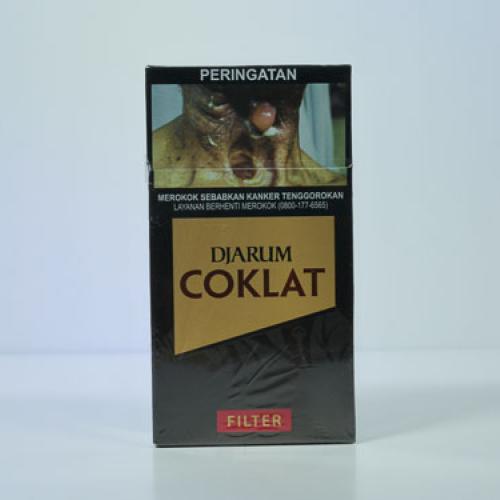 PERINGATAN
MEROKOK SEBABKAN KANKER TENGGOROKAN
LAYANAN BERHENTI MEROKOK (0800-177-6565)
DJARUM
COKLAT
FILTER